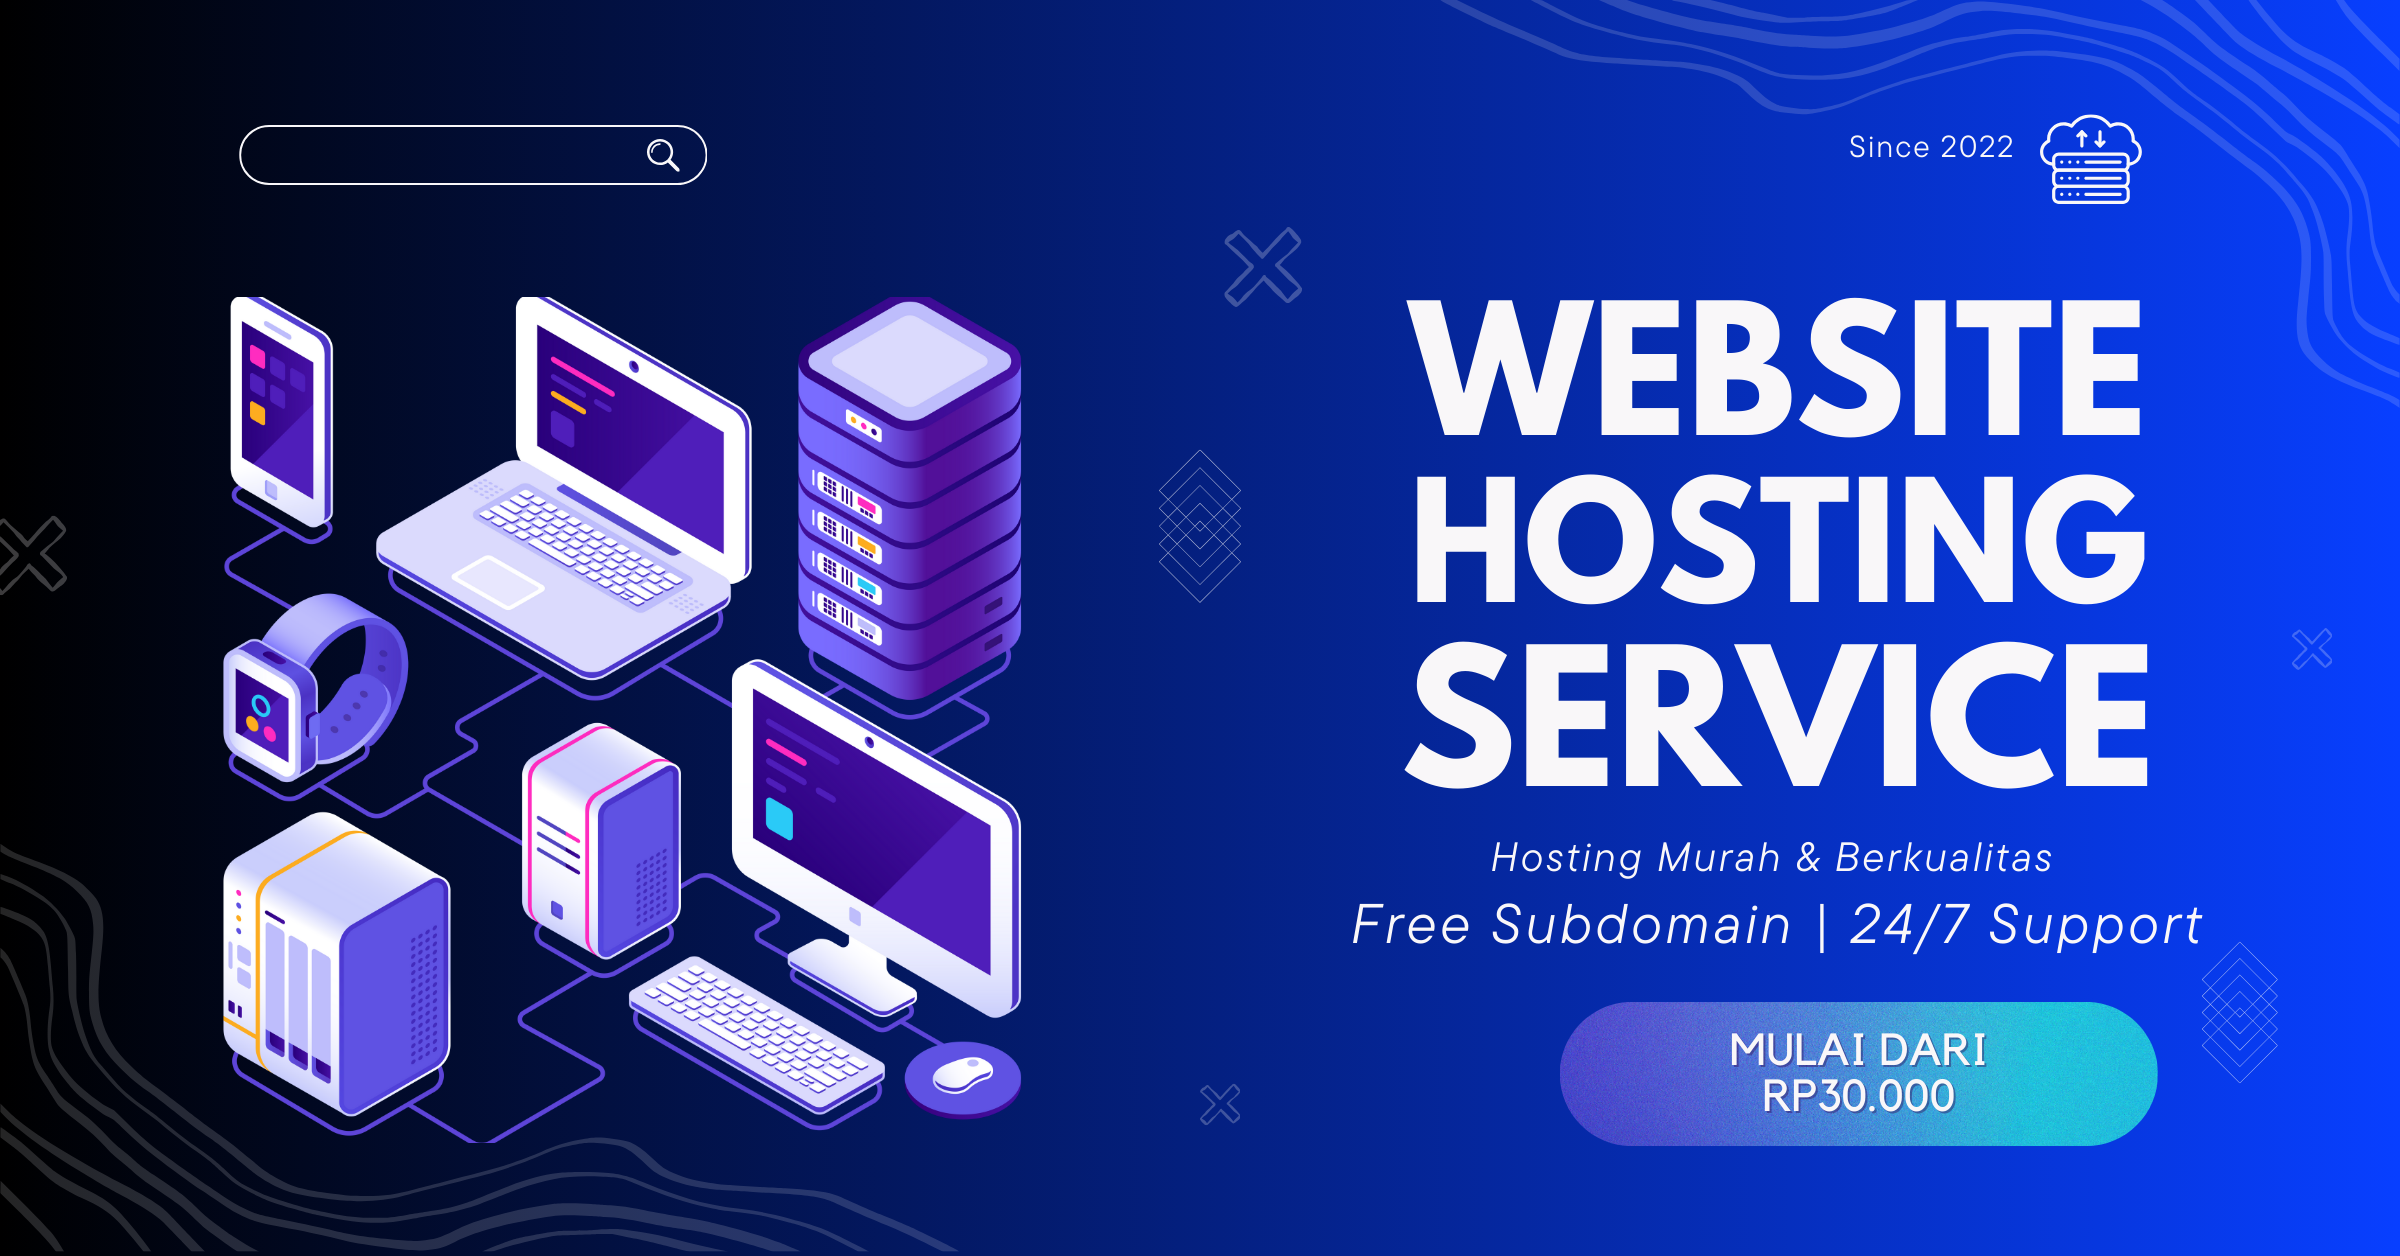 Since 2022
WEBSITE
HOSTING
SERVICE
Hosting Murah & Berkualitas
Free Subdomain | 24/7 Support
MULAI DARI
RP30.000